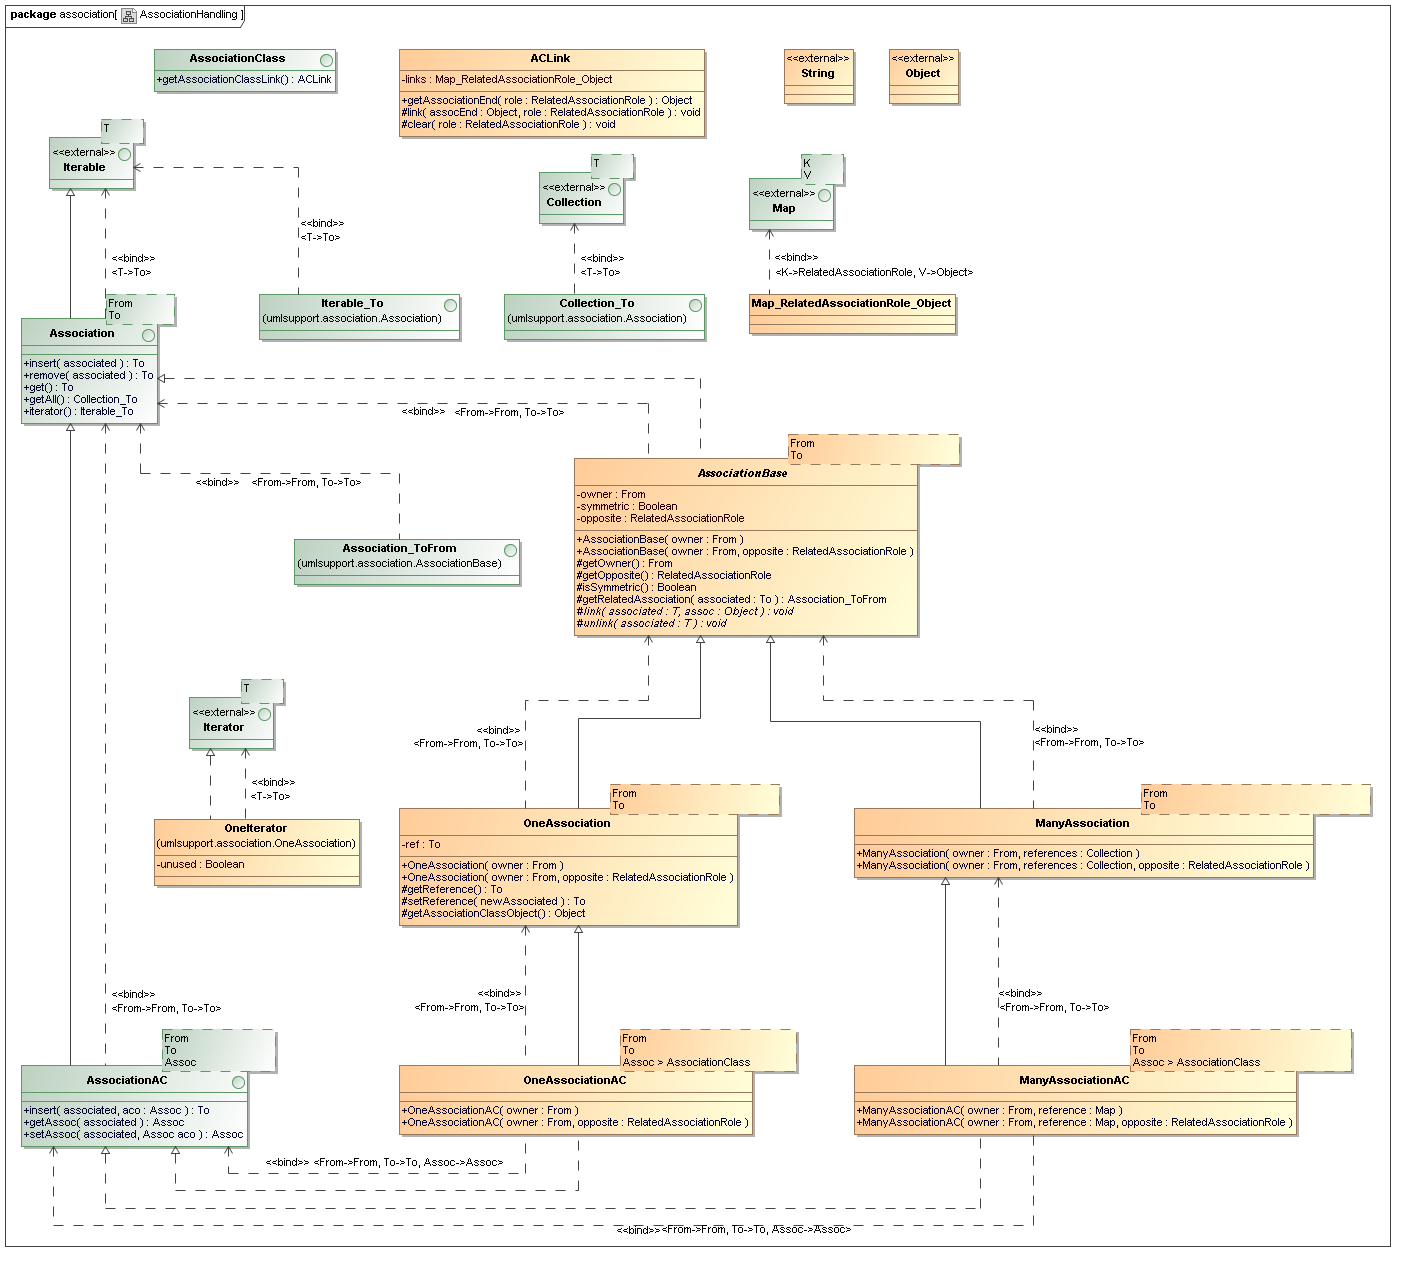 package association[ AssociationHandling ]
AssociationClass
+getAssociationClassLink() : ACLink
ACLink
-links : Map_RelatedAssociationRole_Object
+getAssociationEnd( role : RelatedAssociationRole ) : Object
#link( assocEnd : Object, role : RelatedAssociationRole ) : void
#clear( role : RelatedAssociationRole ) : void
<<external>>
String
<<external>>
Object
T
<<external>>
Iterable
T
<<external>>
Collection
K
V
<<external>>
Map
<<bind>>
<T->To>
<<bind>>
<T->To>
<<bind>>
<T->To>
<<bind>>
<K->RelatedAssociationRole, V->Object>
Iterable_To
(umlsupport.association.Association)
Collection_To
(umlsupport.association.Association)
Map_RelatedAssociationRole_Object
From
To
Association
+insert( associated ) : To
+remove( associated ) : To
+get() : To
+getAll() : Collection_To
+iterator() : Iterable_To
<<bind>> <From->From, To->To>
<<bind>> <From->From, To->To>
Association_ToFrom
(umlsupport.association.AssociationBase)
From
To
AssociationBase
-owner : From
-symmetric : Boolean
-opposite : RelatedAssociationRole
+AssociationBase( owner : From )
+AssociationBase( owner : From, opposite : RelatedAssociationRole )
#getOwner() : From
#getOpposite() : RelatedAssociationRole
#isSymmetric() : Boolean
#getRelatedAssociation( associated : To ) : Association_ToFrom
#link( associated : T, assoc : Object ) : void
#unlink( associated : T ) : void
T
<<external>>
Iterator
<<bind>>
<T->To>
<<bind>>
<From->From, To->To>
<<bind>>
<From->From, To->To>
OneIterator
(umlsupport.association.OneAssociation)
-unused : Boolean
From
To
OneAssociation
-ref : To
+OneAssociation( owner : From )
+OneAssociation( owner : From, opposite : RelatedAssociationRole )
#getReference() : To
#setReference( newAssociated ) : To
#getAssociationClassObject() : Object
From
To
ManyAssociation
+ManyAssociation( owner : From, references : Collection )
+ManyAssociation( owner : From, references : Collection, opposite : RelatedAssociationRole )
<<bind>>
<From->From, To->To>
<<bind>>
<From->From, To->To>
<<bind>>
<From->From, To->To>
From
To
Assoc
AssociationAC
+insert( associated, aco : Assoc ) : To
+getAssoc( associated ) : Assoc
+setAssoc( associated, Assoc aco ) : Assoc
From
To
Assoc > AssociationClass
OneAssociationAC
+OneAssociationAC( owner : From )
+OneAssociationAC( owner : From, opposite : RelatedAssociationRole )
From
To
Assoc > AssociationClass
ManyAssociationAC
+ManyAssociationAC( owner : From, reference : Map )
+ManyAssociationAC( owner : From, reference : Map, opposite : RelatedAssociationRole )
<<bind>> <From->From, To->To, Assoc->Assoc>
<<bind>> <From->From, To->To, Assoc->Assoc>